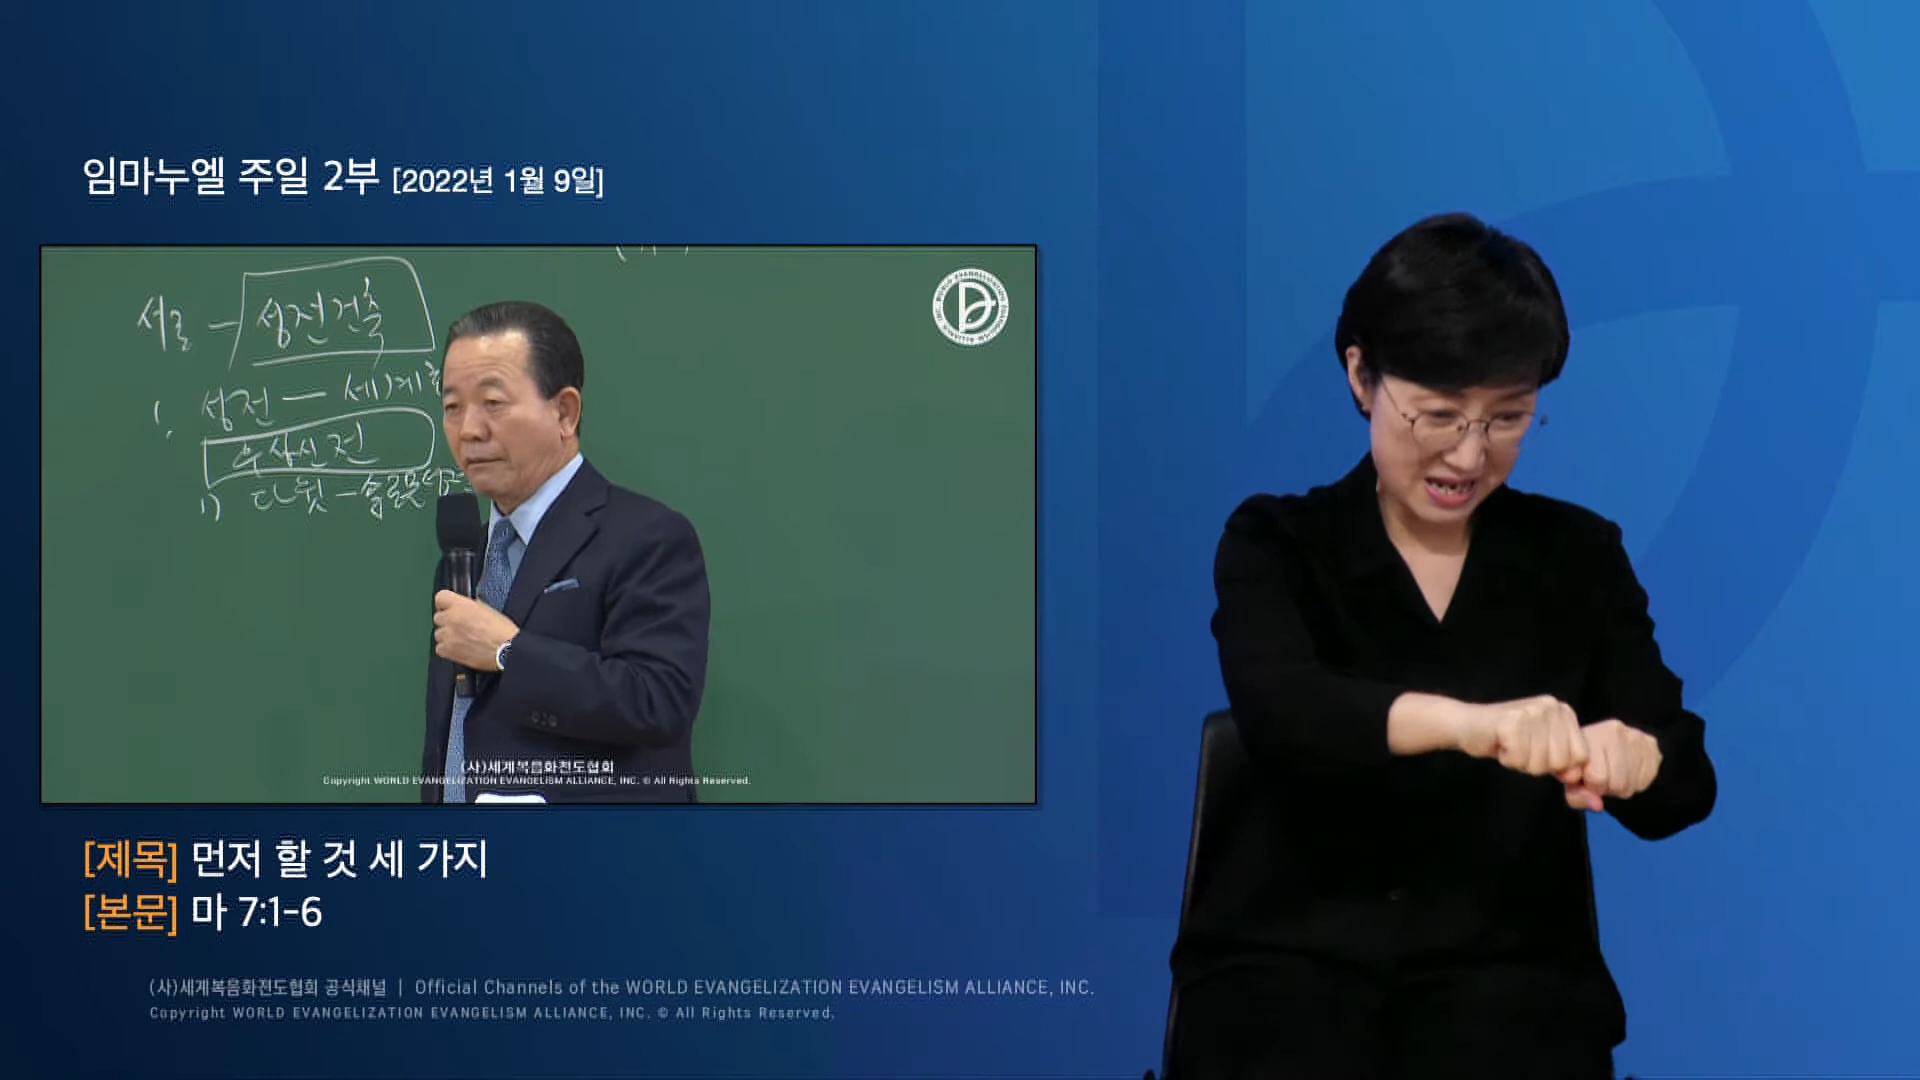 임마누엘 주일 2부 [2022년 1월 9일]
서론 - 성전건축
1. 성전 — 세계
우상신전
1) 다윗 - 솔로몬
(사)세계복음화전도협회
Copyright WORLD EVANGELIZATION EVANGELISM ALLIANCE, INC. © All Rights Reserved.
[제목] 먼저 할 것 세 가지
[본문] 마 7:1-6
(사)세계복음화전도협회 공식채널 | Official Channels of the WORLD EVANGELIZATION EVANGELISM ALLIANCE, INC.
Copyright WORLD EVANGELIZATION EVANGELISM ALLIANCE, INC. © All Rights Reserved.